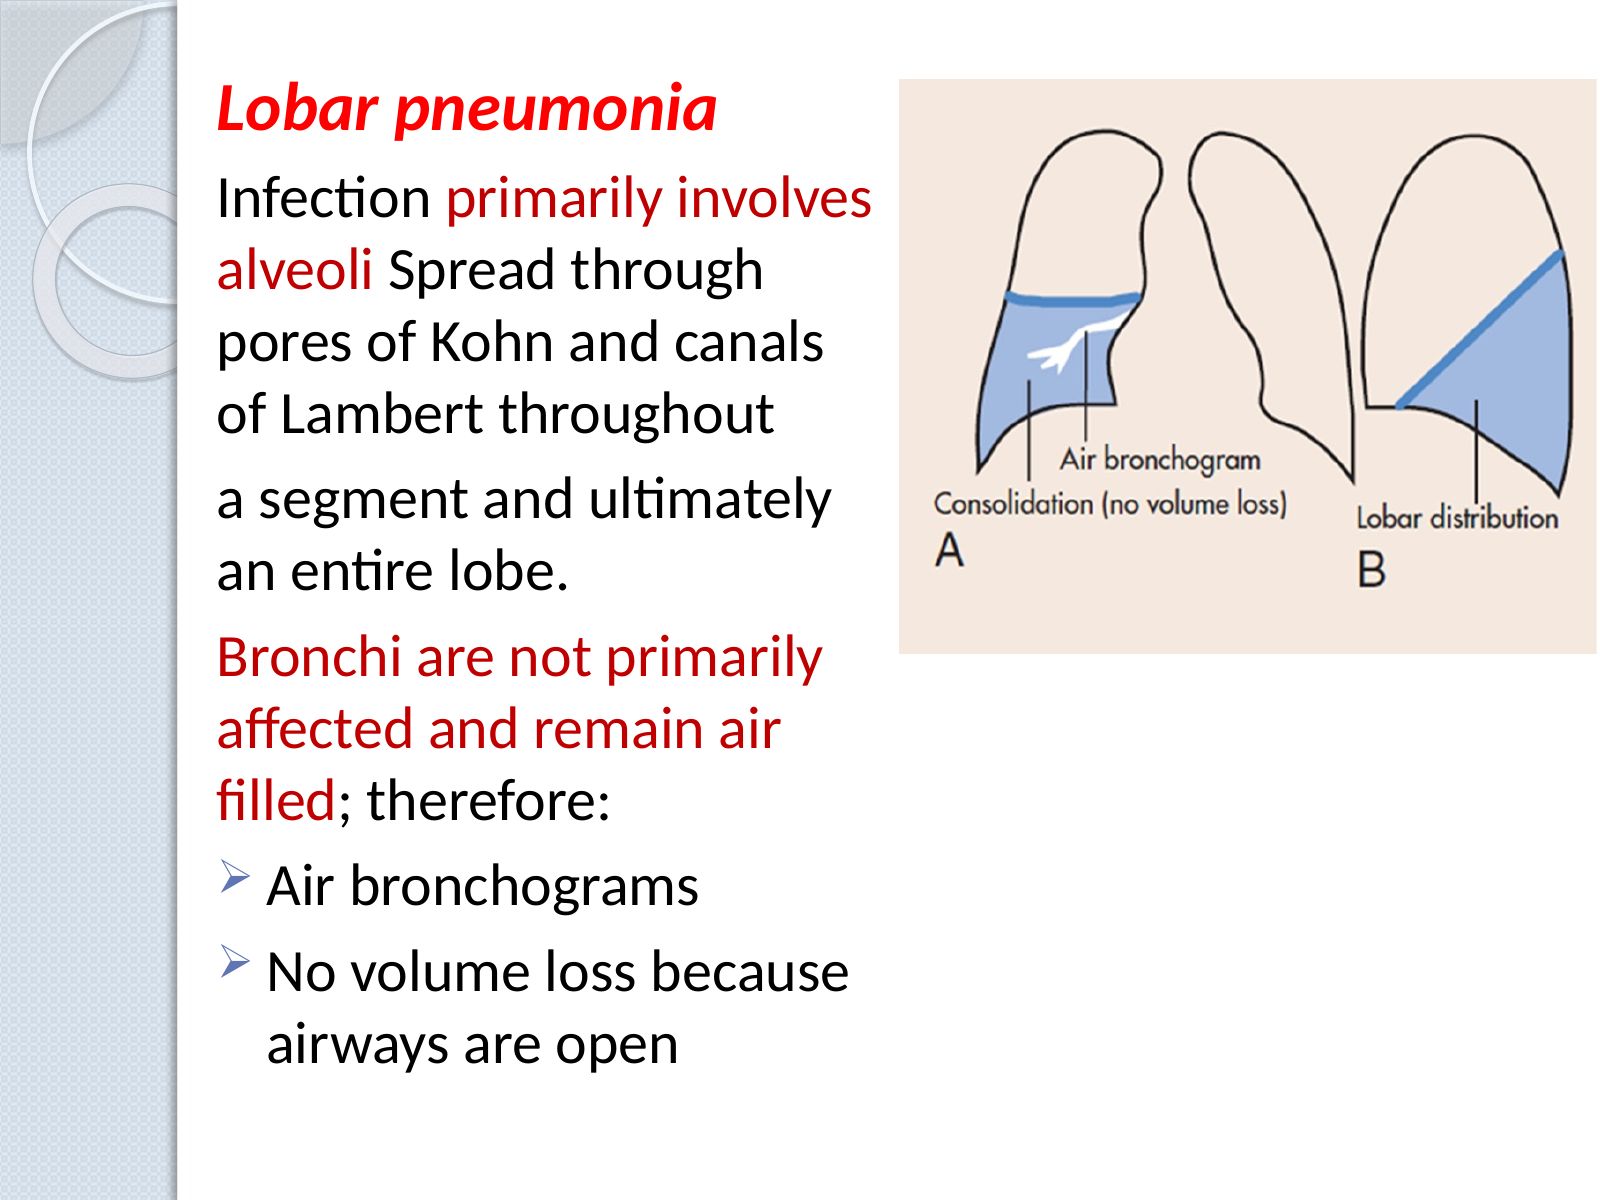 Lobar pneumonia
Infection primarily involves
alveoli Spread through
pores of Kohn and canals
of Lambert throughout
a segment and ultimately
an entire lobe.
Bronchi are not primarily
affected and remain air
filled; therefore:
Air bronchograms
No volume loss because
airways are open
Air bronchogram
Consolidation (no volume loss)
A
Lobar distribution
B